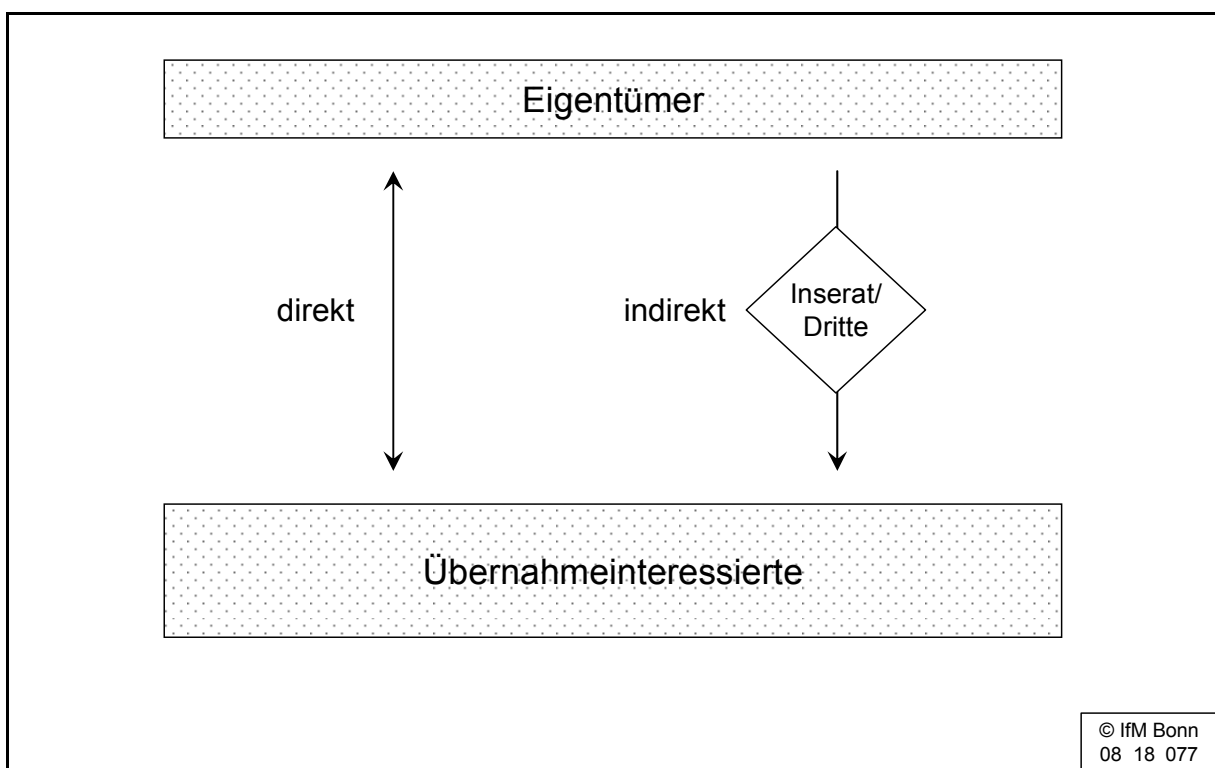 Eigentümer
direkt
indirekt
Inserat/
Dritte
Übernahmeinteressierte
© IfM Bonn
08 18 077